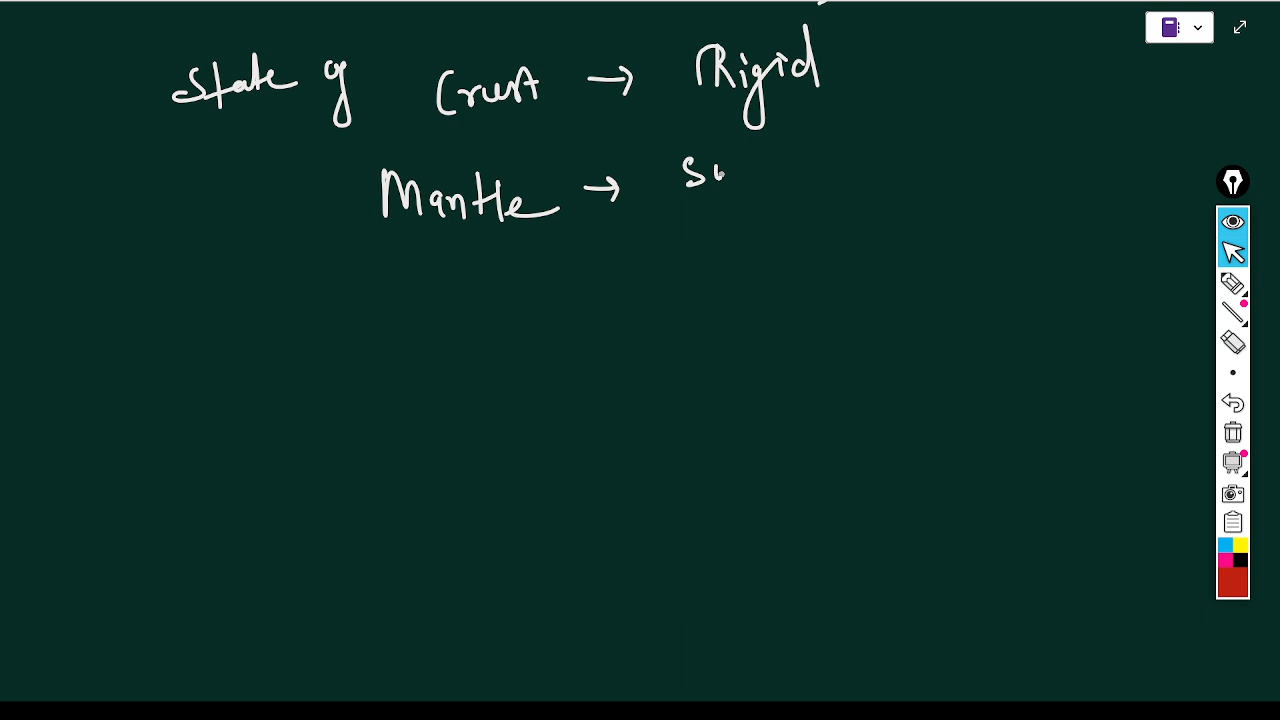 State of Crust → Rigid
Mantle →